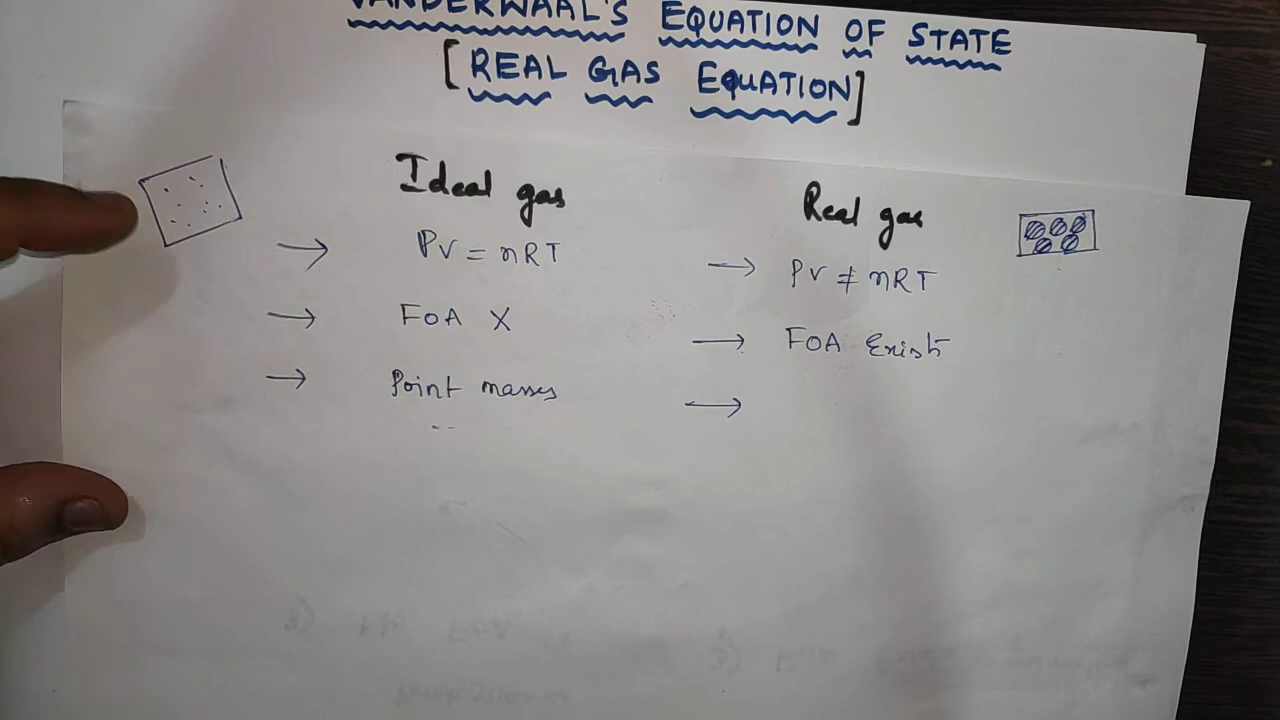 VANDERWAAL'S EQUATION OF STATE
[REAL GAS EQUATION]
Ideal gas
Real gas
→ PV = nRT
→ PV ≠ nRT
→ FOA X
→ FOA Exists
→ Point masses
→